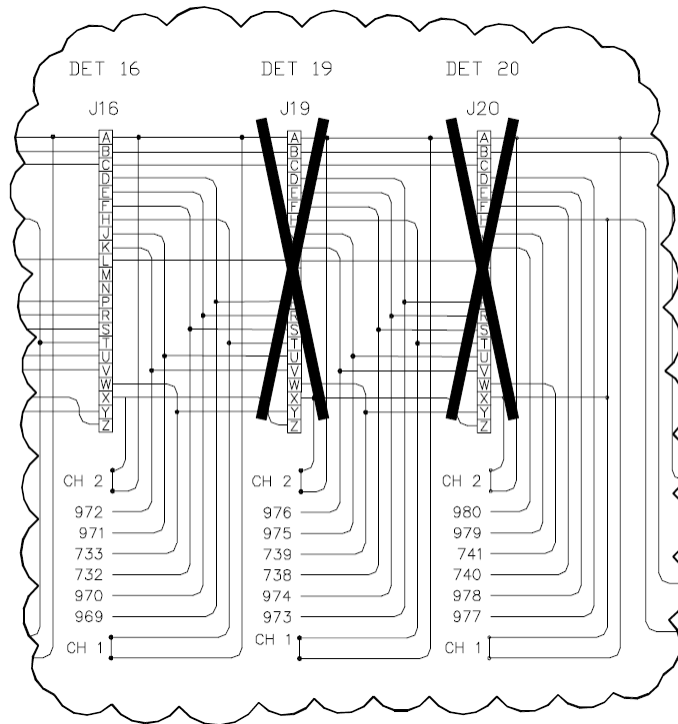 DET 16
J16
A
B
C
D
E
F
H
J
K
L
M
N
P
R
S
T
U
V
W
X
Y
Z
CH 2
972
971
733
732
970
969
CH 1
DET 19
J19
A
B
C
D
E
F
R
S
T
U
V
W
X
Y
Z
CH 2
976
975
739
738
974
973
CH 1
DET 20
J20
A
B
C
D
E
F
R
S
T
U
V
W
X
Y
Z
CH 2
980
979
741
740
978
977
CH 1